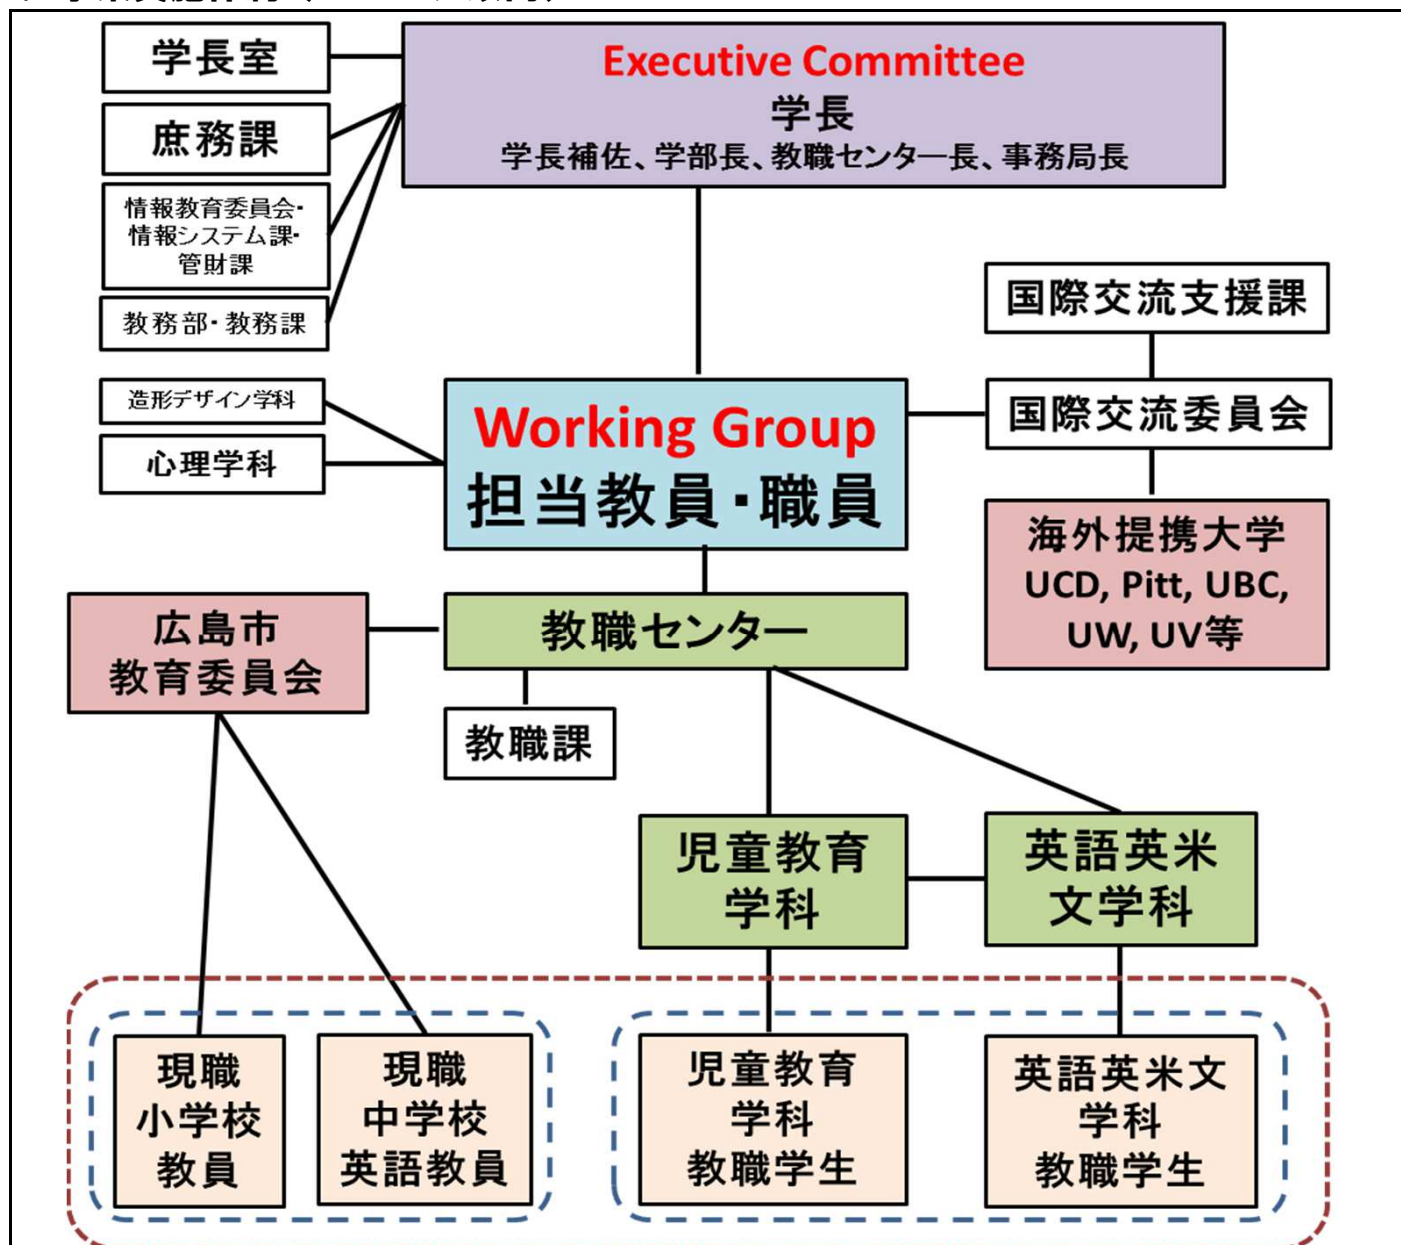 学長室
Executive Committee
学長
学長補佐、学部長、教職センター長、事務局長
庶務課
情報教育委員会・
情報システム課・
管財課
教務部・教務課
国際交流支援課
造形デザイン学科
心理学科
Working Group
担当教員・職員
国際交流委員会
海外提携大学
UCD, Pitt, UBC,
UW, UV等
広島市
教育委員会
教職センター
教職課
児童教育
学科
英語英米
文学科
現職
小学校
教員
現職
中学校
英語教員
児童教育
学科
教職学生
英語英米文
学科
教職学生